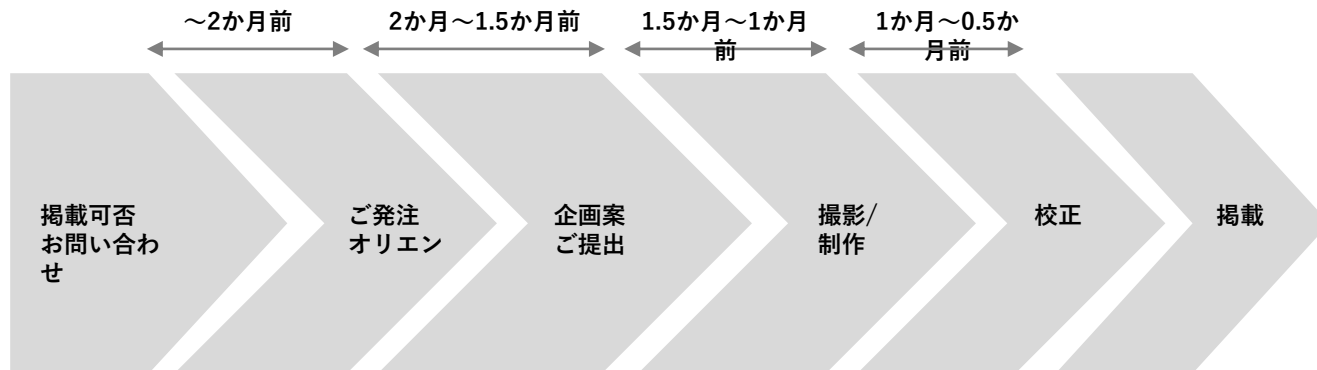 ～2か月前
2か月～1.5か月前
1.5か月～1か月
前
1か月～0.5か
月前
掲載可否
お問い合わ
せ
ご発注
オリエン
企画案
ご提出
撮影/
制作
校正
掲載